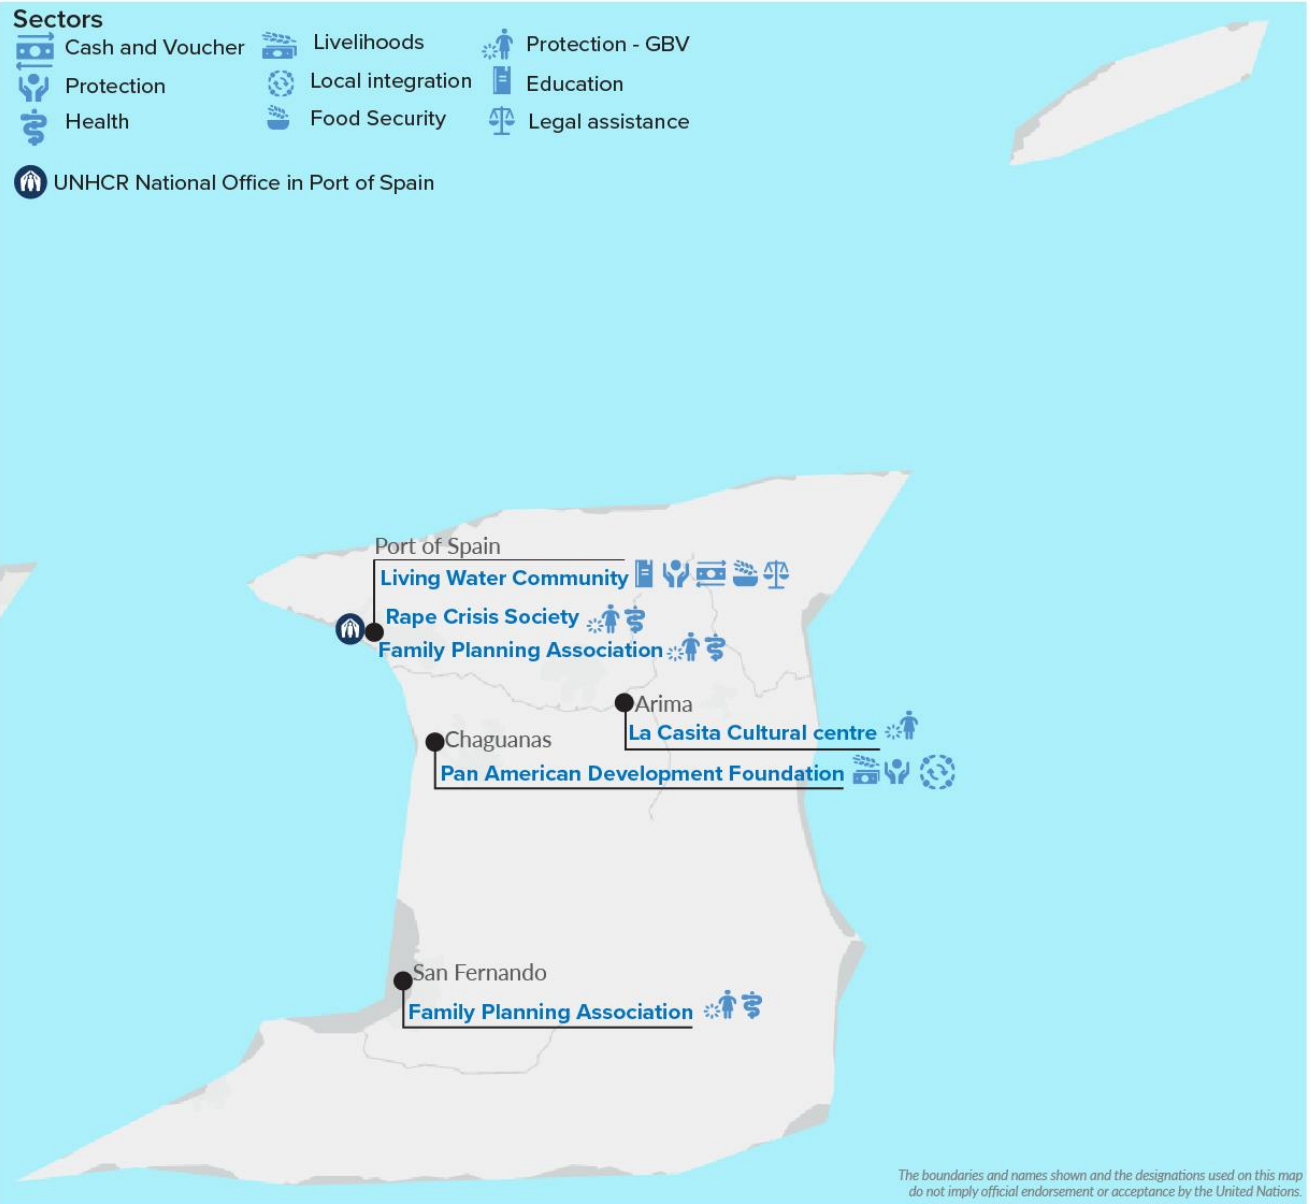 Sectors
Cash and Voucher
Livelihoods
Protection - GBV
Protection
Local integration
Education
Health
Food Security
Legal assistance
UNHCR National Office in Port of Spain
Port of Spain
Living Water Community
Rape Crisis Society
Family Planning Association
Arima
La Casita Cultural centre
Chaguanas
Pan American Development Foundation
San Fernando
Family Planning Association
The boundaries and names shown and the designations used on this map
do not imply official endorsement or acceptance by the United Nations.